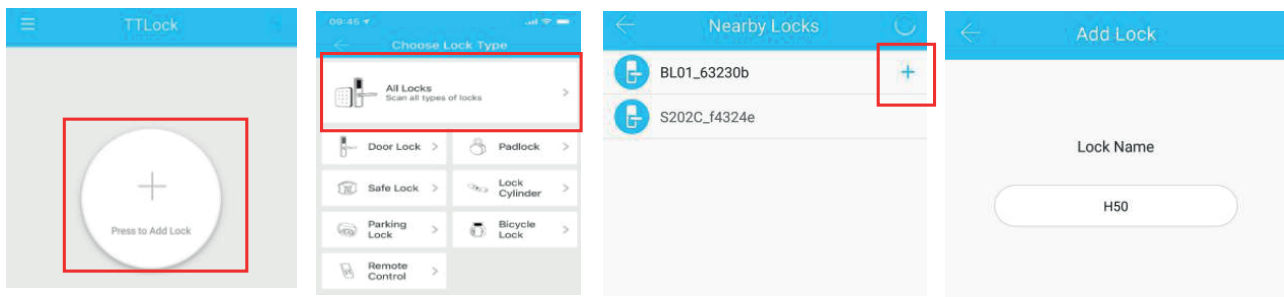 TTLock
Press to Add Lock
09:45
Choose Lock Type
All Locks
Scan all types of locks
Door Lock
Padlock
Safe Lock
Lock
Cylinder
Parking
Lock
Bicycle
Lock
Remote
Control
Nearby Locks
BL01_63230b
S202C_f4324e
Add Lock
Lock Name
H50